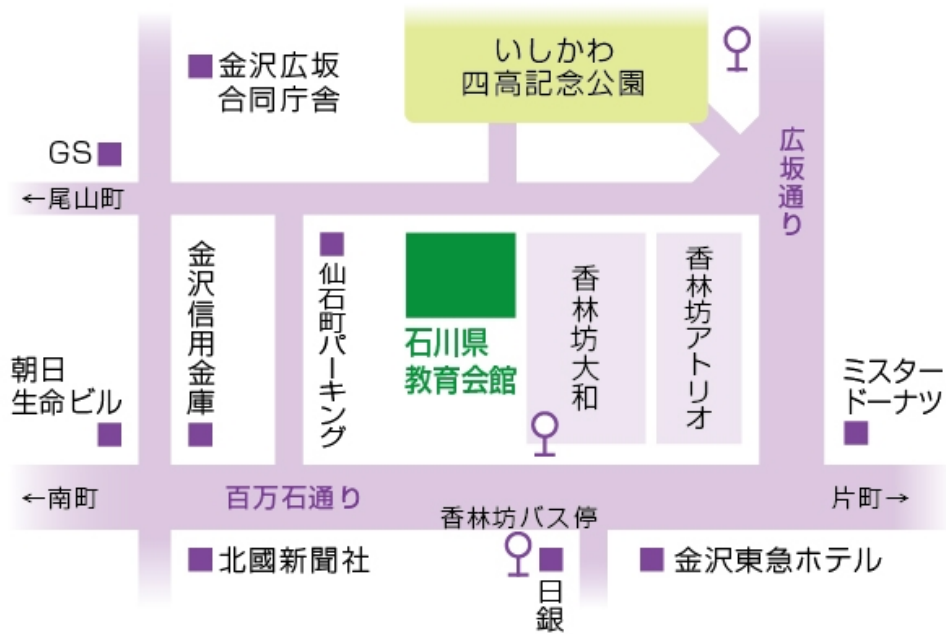 いしかわ
四高記念公園
金沢広坂
合同庁舎
GS
←尾山町
広坂通り
金沢信用金庫
仙石町パーキング
石川県
教育会館
香林坊大和
香林坊アトリオ
朝日
生命ビル
ミスター
ドーナツ
←南町
百万石通り
香林坊バス停
片町→
北國新聞社
日銀
金沢東急ホテル